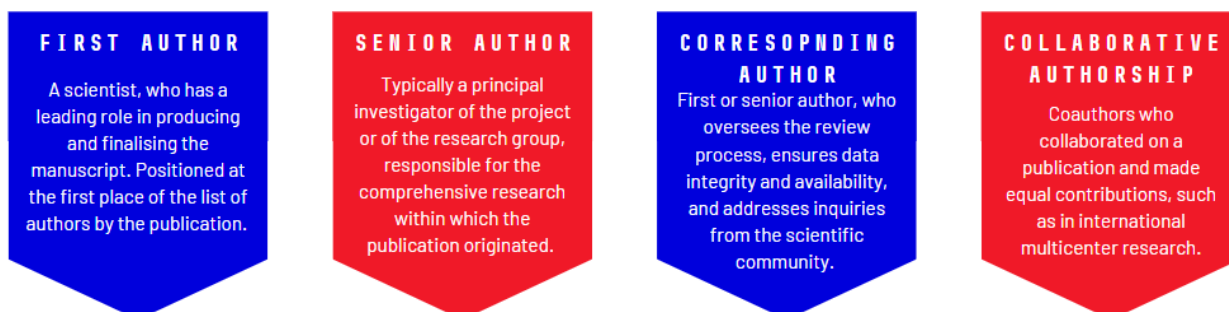 FIRST AUTHOR
A scientist, who has a
leading role in producing
and finalising the
manuscript. Positioned at
the first place of the list of
authors by the publication.
SENIOR AUTHOR
Typically a principal
investigator of the project
or of the research group,
responsible for the
comprehensive research
within which the
publication originated.
CORRESOPNDING
AUTHOR
First or senior author, who
oversees the review
process, ensures data
integrity and availability,
and addresses inquiries
from the scientific
community.
COLLABORATIVE
AUTHORSHIP
Coauthors who
collaborated on a
publication and made
equal contributions, such
as in international
multicenter research.